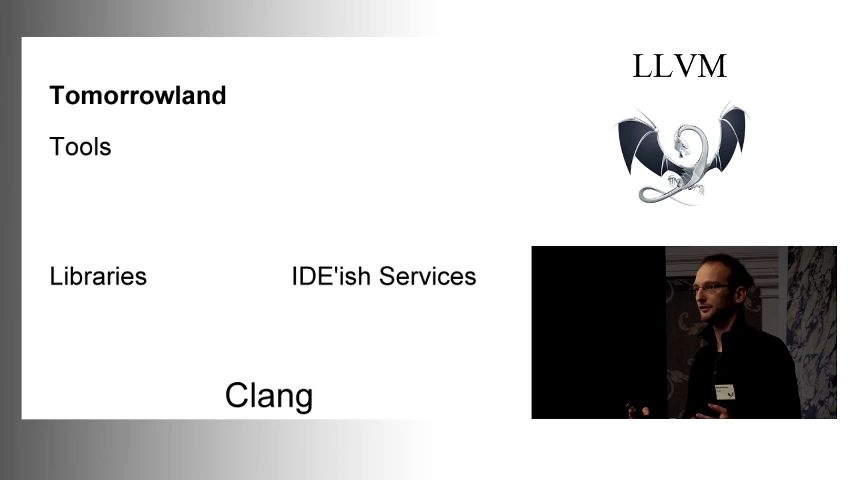 Tomorrowland
Tools
Libraries
IDE'ish Services
Clang
LLVM